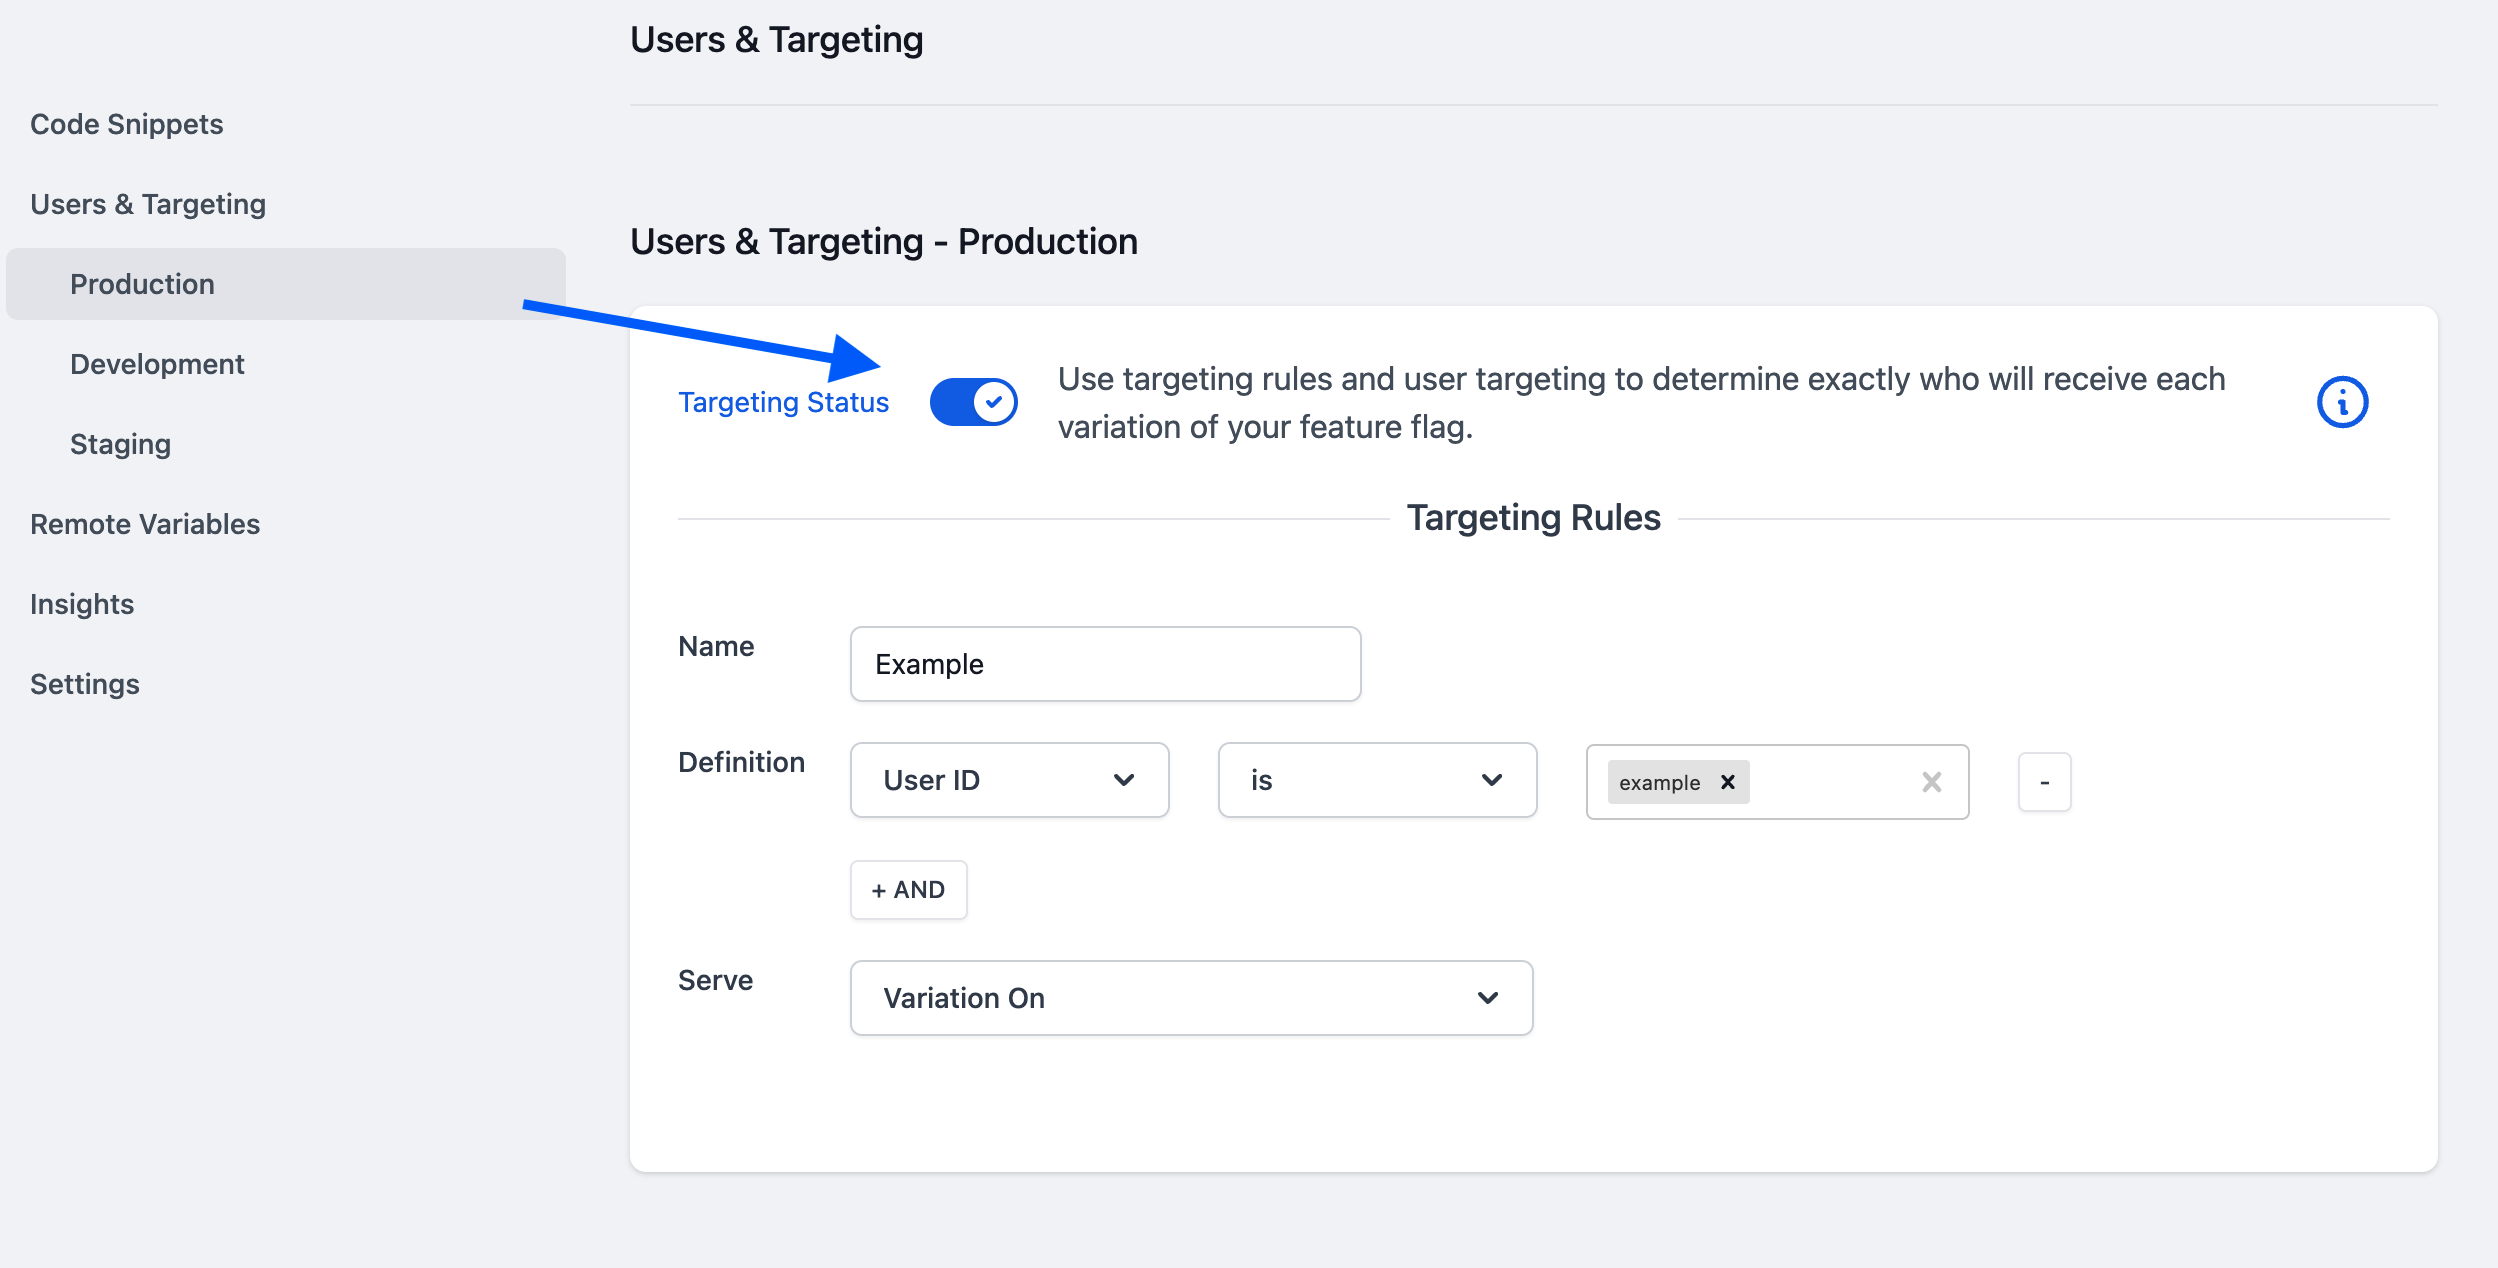 Users & Targeting
Code Snippets
Users & Targeting
Production
Development
Staging
Remote Variables
Insights
Settings
Users & Targeting - Production
Targeting Status
Use targeting rules and user targeting to determine exactly who will receive each
variation of your feature flag.
Targeting Rules
Name
Example
Definition
User ID
is
example
-
+ AND
Serve
Variation On